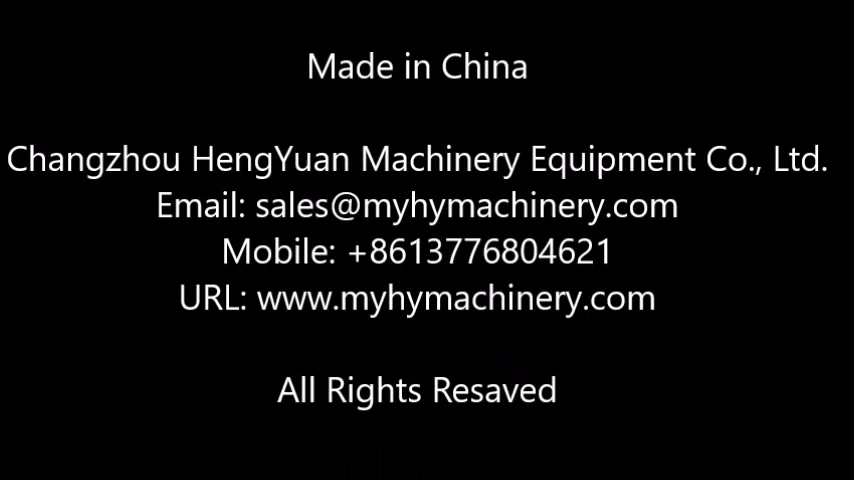 Made in China
Changzhou HengYuan Machinery Equipment Co., Ltd.
Email: sales@myhymachinery.com
Mobile: +8613776804621
URL: www.myhymachinery.com
All Rights Resaved